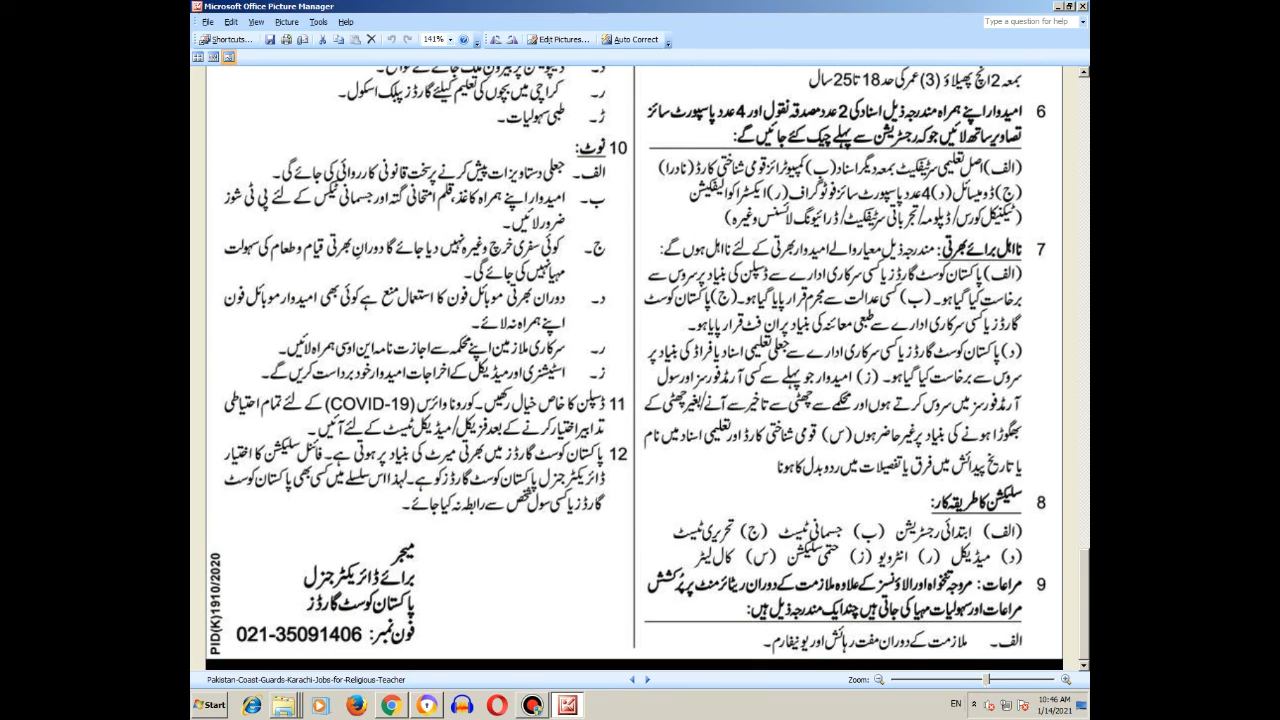 Microsoft Office Picture Manager
File Edit View Picture Tools Help
Type a question for help
Shortcuts... 141% Edit Pictures... Auto Correct
بمعہ 2 انچ پھیلاؤ (3) عمر کی حد 18 تا 25 سال
6 امیدوار اپنے ہمراہ مندرجہ ذیل اسناد کی 2 عدد مصدقہ نقول اور 4 عدد پاسپورٹ سائز
تصاویر ساتھ لائیں جو کہ رجسٹریشن سے پہلے چیک کئے جائیں گے:
(الف) اصل تعلیمی سرٹیفکیٹ بمعہ دیگر اسناد (ب) کمپیوٹرائز قومی شناختی کارڈ (نادرا)
(ج) ڈومیسائل (د) 4 عدد پاسپورٹ سائز فوٹو گراف (ر) ایکسٹرا کوالیفکیشن
(ٹیکنیکل کورس/ڈپلومہ/تجرباتی سرٹیفکیٹ/ڈرائیونگ لائسنس وغیرہ)
7 نااہل برائے بھرتی: مندرجہ ذیل معیار والے امیدوار بھرتی کے لئے نااہل ہوں گے:
(الف) پاکستان کوسٹ گارڈز یا کسی سرکاری ادارے سے ڈسپلن کی بنیاد پر سروس سے
برخاست کیا گیا ہو۔ (ب) کسی عدالت سے مجرم قرار پایا گیا ہو۔ (ج) پاکستان کوسٹ
گارڈز یا کسی سرکاری ادارے سے طبی معائنہ کی بنیاد پر ان فٹ قرار پایا ہو۔
(د) پاکستان کوسٹ گارڈز یا کسی سرکاری ادارے سے جعلی تعلیمی اسناد یا فراڈ کی بنیاد پر
سروس سے برخاست کیا گیا ہو۔ (ز) امیدوار جو پہلے سے کسی آرمڈ فورسز اور سول
آرمڈ فورسز میں سروس کرتے ہوں اور محکمے سے چھٹی سے تاخیر سے آنے/بغیر چھٹی کے
بھگوڑا ہونے کی بنیاد پر غیر حاضر ہوں (س) قومی شناختی کارڈ اور تعلیمی اسناد میں نام
یا تاریخ پیدائش میں فرق یا تفصیلات میں ردوبدل کا ہونا
8 سلیکشن کا طریقہ کار:
(الف) ابتدائی رجسٹریشن (ب) جسمانی ٹیسٹ (ج) تحریری ٹیسٹ
(د) میڈیکل (ر) انٹرویو (ز) حتمی سلیکشن (س) کال لیٹر
9 مراعات: مروجہ تنخواہ اور الاؤنسز کے علاوہ ملازمت کے دوران ریٹائرمنٹ پر پُرکشش
مراعات اور سہولیات مہیا کی جاتی ہیں چند ایک مندرجہ ذیل ہیں:
الف۔ ملازمت کے دوران مفت رہائش اور یونیفارم۔
ر۔ کراچی میں بچوں کی تعلیم کیلئے گارڈز پبلک اسکول۔
ڑ۔ طبی سہولیات۔
10 نوٹ:
الف۔ جعلی دستاویزات پیش کرنے پر سخت قانونی کارروائی کی جائے گی۔
ب۔ امیدوار اپنے ہمراہ کاغذ، قلم امتحانی گتہ اور جسمانی ٹیکس کے لئے پی ٹی شوز
ضرور لائیں۔
ج۔ کوئی سفری خرچ وغیرہ نہیں دیا جائے گا دورانِ بھرتی قیام و طعام کی سہولت
مہیا نہیں کی جائے گی۔
د۔ دوران بھرتی موبائل فون کا استعمال منع ہے کوئی بھی امیدوار موبائل فون
اپنے ہمراہ نہ لائے۔
ر۔ سرکاری ملازمین اپنے محکمہ سے اجازت نامہ این او سی ہمراہ لائیں۔
ز۔ اسٹیشنری اور میڈیکل کے اخراجات امیدوار خود برداست کریں گے۔
11 ڈسپلن کا خاص خیال رکھیں۔ کورونا وائرس (COVID-19) کے لئے تمام احتیاطی
تدابیر اختیار کرنے کے بعد فزیکل/میڈیکل ٹیسٹ کے لئے آئیں۔
12 پاکستان کوسٹ گارڈز میں بھرتی میرٹ کی بنیاد پر ہوتی ہے۔ فائنل سلیکشن کا اختیار
ڈائریکٹر جنرل پاکستان کوسٹ گارڈز کو ہے۔ لہٰذا اس سلسلے میں کسی بھی پاکستان کوسٹ
گارڈز یا کسی سول شخص سے رابطہ نہ کیا جائے۔
میجر
برائے ڈائریکٹر جنرل
پاکستان کوسٹ گارڈز
فون نمبر: 021-35091406
PID(K)1910/2020
Pakistan-Coast-Guards-Karachi-Jobs-for-Religious-Teacher
Zoom:
Start
EN
10:46 AM
1/14/2021